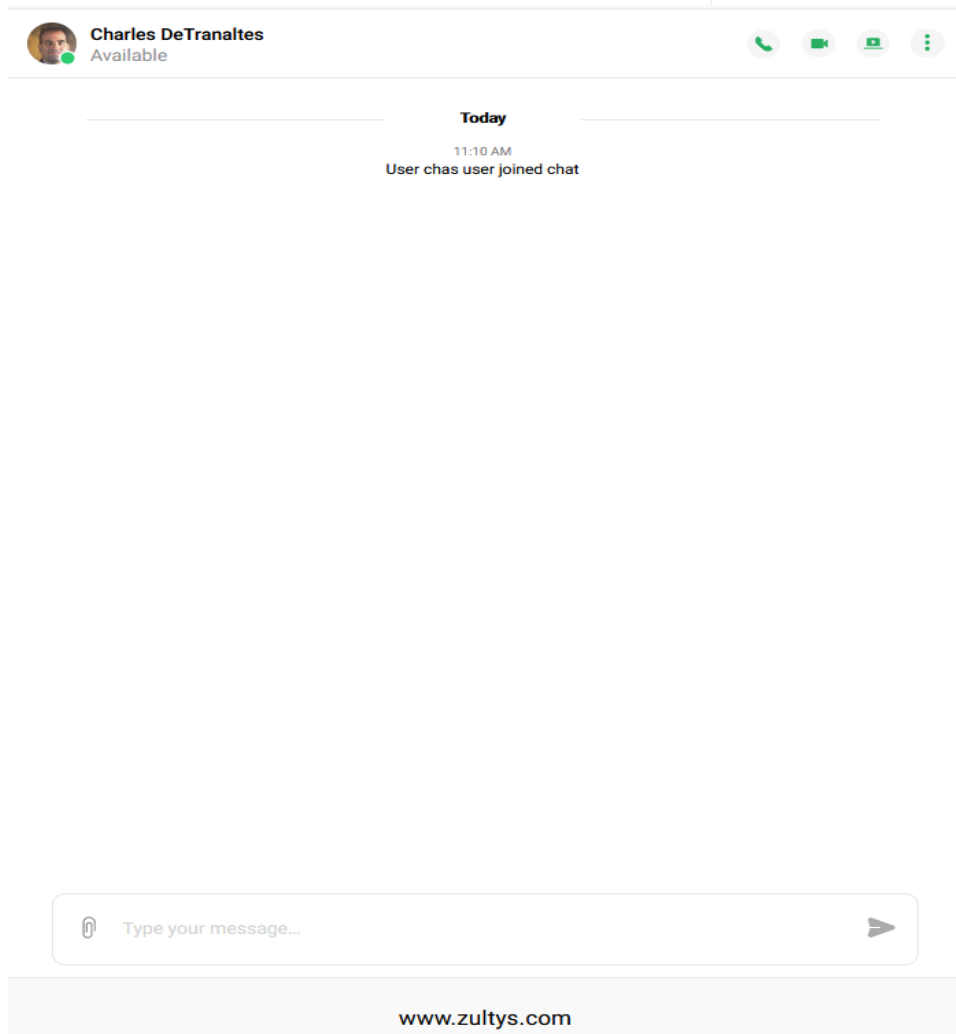 Charles DeTranaltes
Available
Today
11:10 AM
User chas user joined chat
Type your message...
www.zultys.com